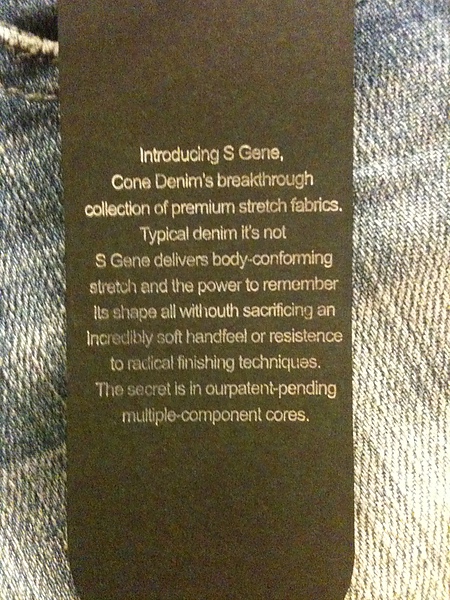 Introducing S Gene,
Cone Denim's breakthrough
collection of premium stretch fabrics.
Typical denim it's not
S Gene delivers body-conforming
stretch and the power to remember
its shape all withouth sacrificing an
incredibly soft handfeel or resistence
to radical finishing techniques.
The secret is in ourpatent-pending
multiple-component cores.